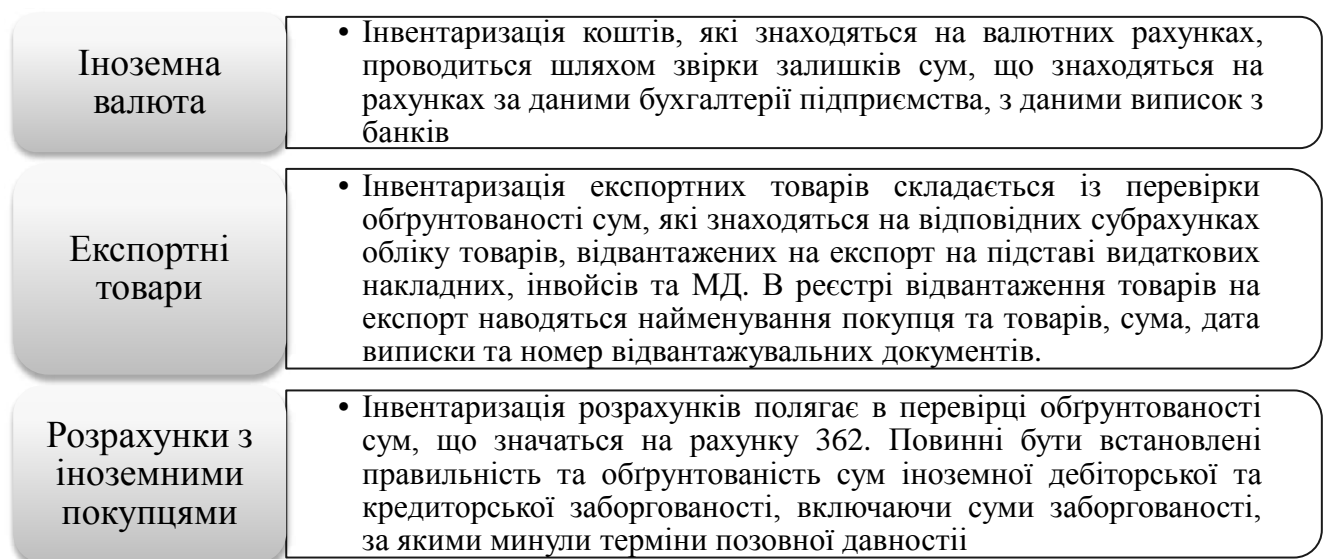 Іноземна
валюта
• Інвентаризація коштів, які знаходяться на валютних рахунках,
проводиться шляхом звірки залишків сум, що знаходяться на
рахунках за даними бухгалтерії підприємства, з даними виписок з
банків
Експортні
товари
• Інвентаризація експортних товарів складається із перевірки
обґрунтованості сум, які знаходяться на відповідних субрахунках
обліку товарів, відвантажених на експорт на підставі видаткових
накладних, інвойсів та МД. В реєстрі відвантаження товарів на
експорт наводяться найменування покупця та товарів, сума, дата
виписки та номер відвантажувальних документів.
Розрахунки з
іноземними
покупцями
• Інвентаризація розрахунків полягає в перевірці обґрунтованості
сум, що значаться на рахунку 362. Повинні бути встановлені
правильність та обґрунтованість сум іноземної дебіторської та
кредиторської заборгованості, включаючи суми заборгованості,
за якими минули терміни позовної давностіі